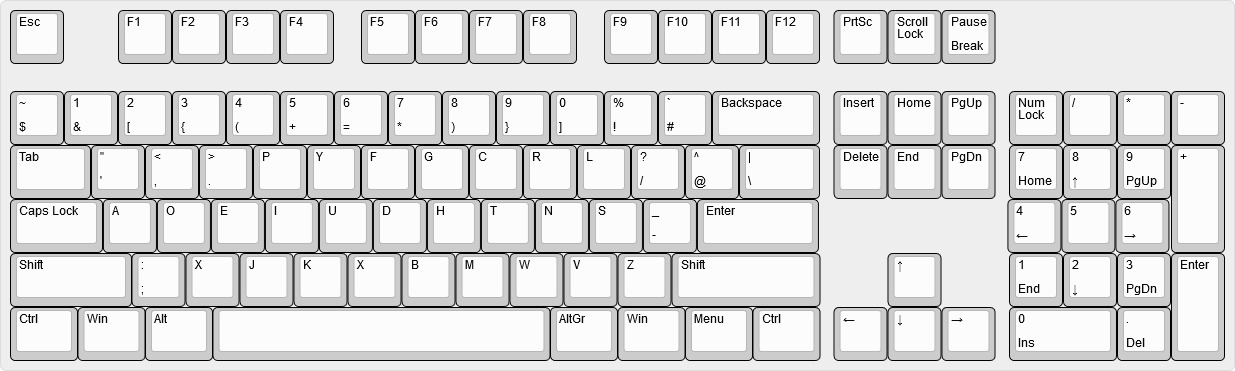 Esc F1 F2 F3 F4 F5 F6 F7 F8 F9 F10 F11 F12 PrtSc Scroll Pause
Lock
Break
~ 1 2 3 4 5 6 7 8 9 0 % ` Backspace Insert Home PgUp Num / * -
Lock
$ & [ { ( + = * ) } ] ! #
Tab " < > P Y F G C R L ? ^ | Delete End PgDn 7 8 9 +
' , . / @ \ Home ↑ PgUp
Caps Lock A O E I U D H T N S _ Enter 4 5 6
- ← →
Shift : X J K X B M W V Z Shift ↑ 1 2 3 Enter
; End ↓ PgDn
Ctrl Win Alt AltGr Win Menu Ctrl ← ↓ → 0 .
Ins Del